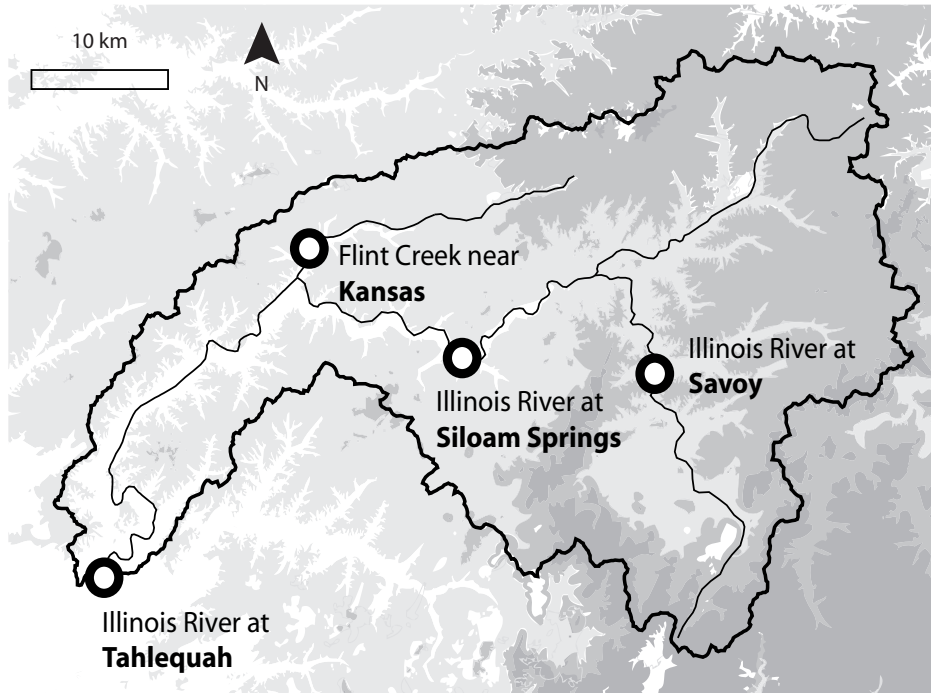 10 km
N
Flint Creek near
Kansas
Illinois River at
Savoy
Illinois River at
Siloam Springs
Illinois River at
Tahlequah